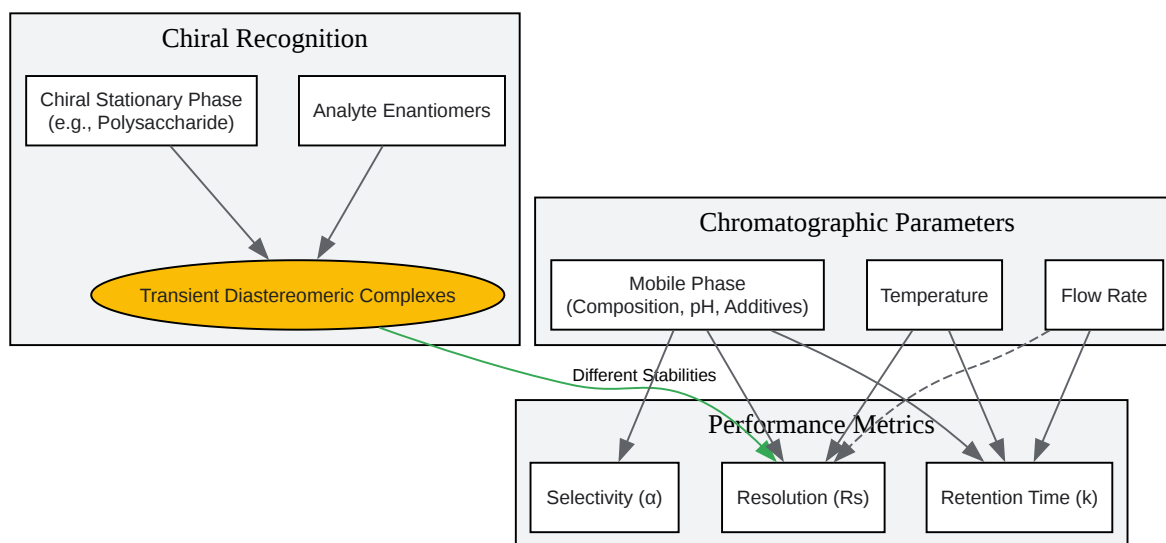 Chiral Recognition
Chiral Stationary Phase
(e.g., Polysaccharide)
Analyte Enantiomers
Transient Diastereomeric Complexes
Chromatographic Parameters
Mobile Phase
(Composition, pH, Additives)
Temperature
Flow Rate
Different Stabilities
Performance Metrics
Selectivity (α)
Resolution (Rs)
Retention Time (k)